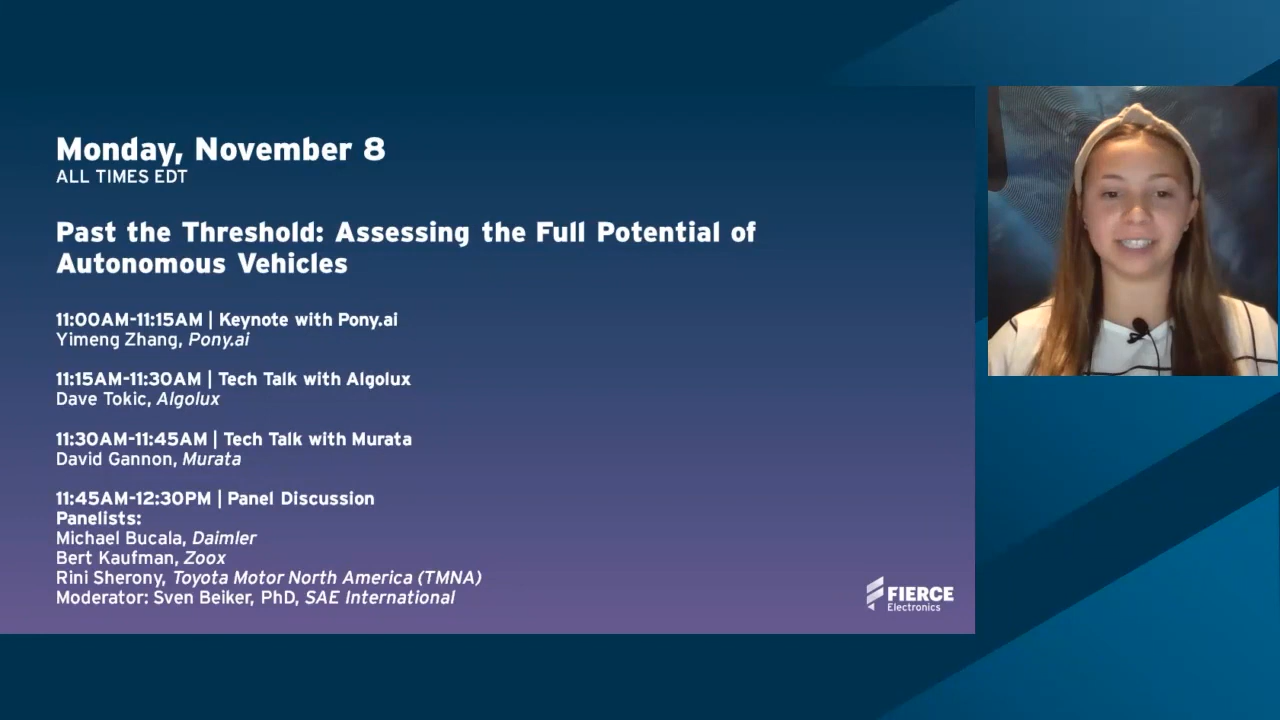 Monday, November 8
ALL TIMES EDT
Past the Threshold: Assessing the Full Potential of
Autonomous Vehicles
11:00AM-11:15AM | Keynote with Pony.ai
Yimeng Zhang, Pony.ai
11:15AM-11:30AM | Tech Talk with Algolux
Dave Tokic, Algolux
11:30AM-11:45AM | Tech Talk with Murata
David Gannon, Murata
11:45AM-12:30PM | Panel Discussion
Panelists:
Michael Bucala, Daimler
Bert Kaufman, Zoox
Rini Sherony, Toyota Motor North America (TMNA)
Moderator: Sven Beiker, PhD, SAE International
FIERCE
Electronics